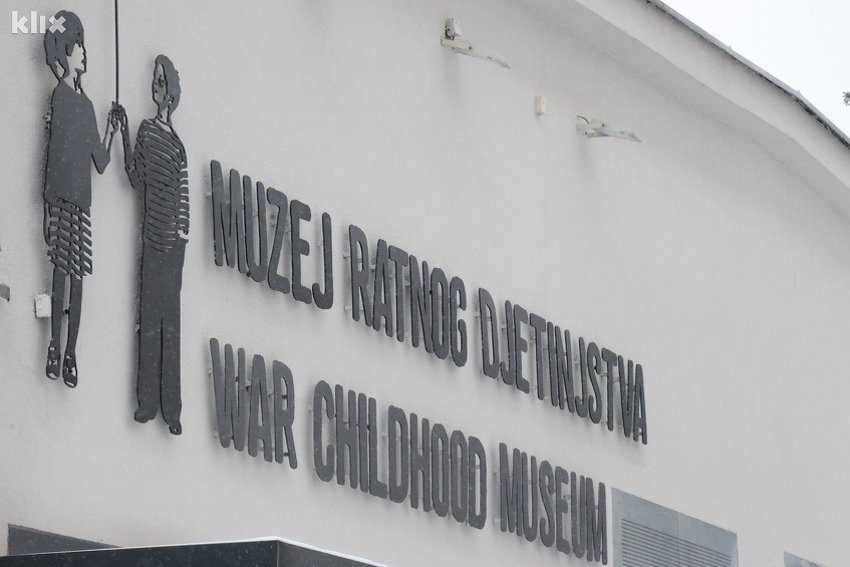 klix
MUZEJ RATNOG DJETINJSTVA
WAR CHILDHOOD MUSEUM